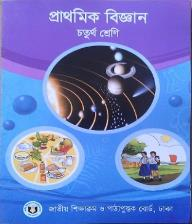 প্রাথমিক বিজ্ঞান
চতুর্থ শ্রেণি
জাতীয় শিক্ষাক্রম ও পাঠ্যপুস্তক বোর্ড, ঢাকা